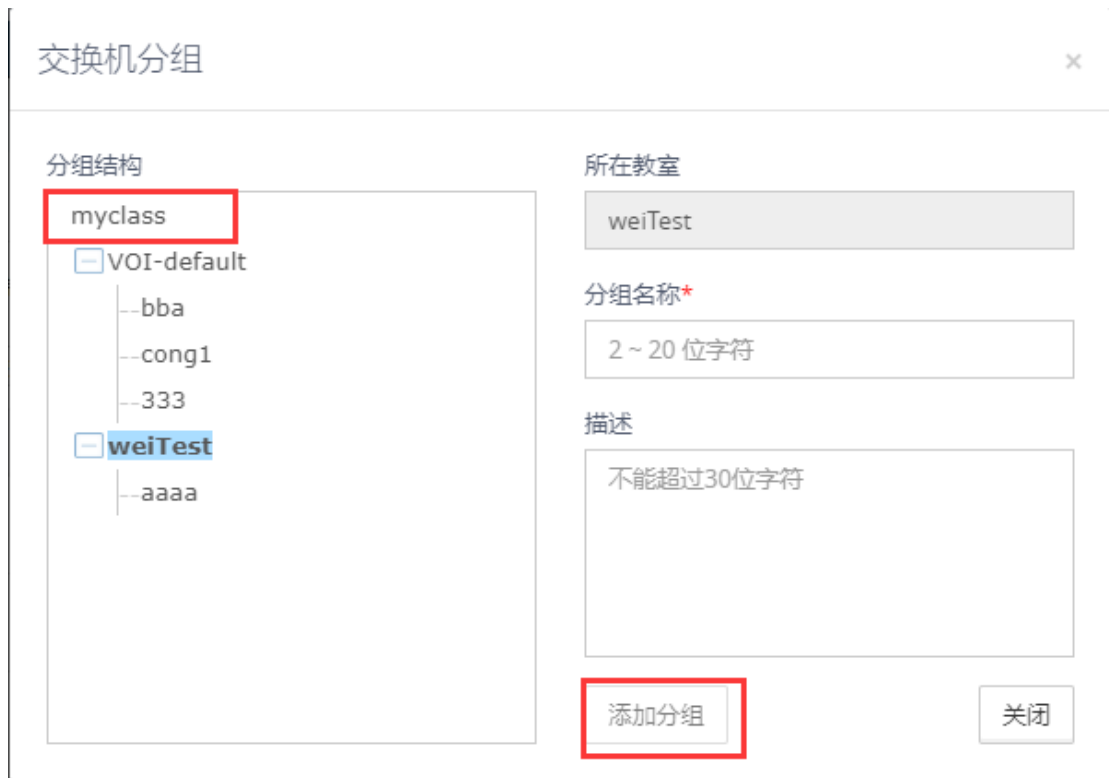 交换机分组
×
分组结构
myclass
VOI-default
bba
cong1
333
weiTest
aaaa
所在教室
weiTest
分组名称*
2 ~ 20 位字符
描述
不能超过30位字符
添加分组
关闭